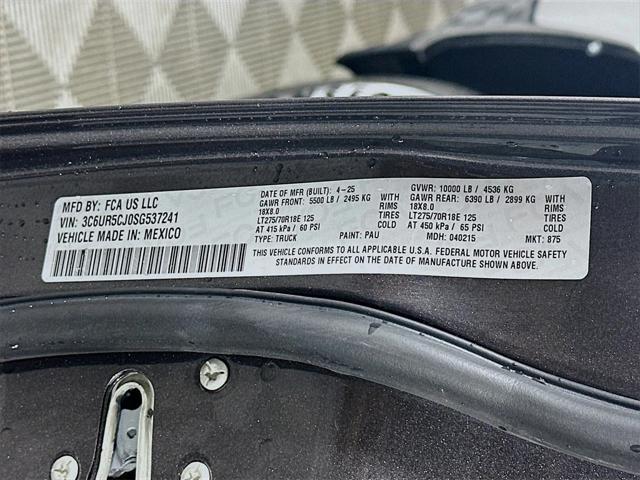 MFD BY: FCA US LLC
VIN: 3C6UR5CJ0SG537241
VEHICLE MADE IN: MEXICO
DATE OF MFR (BUILT): 4-25
GAWR FRONT: 5500 LB / 2495 KG
18X8.0 RIMS
LT275/70R18E 125 COLD
AT 415 kPa / 60 PSI
TYPE: TRUCK PAINT: PAU
GVWR: 10000 LB / 4536 KG
GAWR REAR: 6390 LB / 2899 KG
18X8.0 RIMS
LT275/70R18E 125 COLD
AT 450 kPa / 65 PSI
MDH: 040215 MKT: 875
THIS VEHICLE CONFORMS TO ALL APPLICABLE U.S.A. FEDERAL MOTOR VEHICLE SAFETY
STANDARDS IN EFFECT ON THE DATE OF MANUFACTURE SHOWN ABOVE.